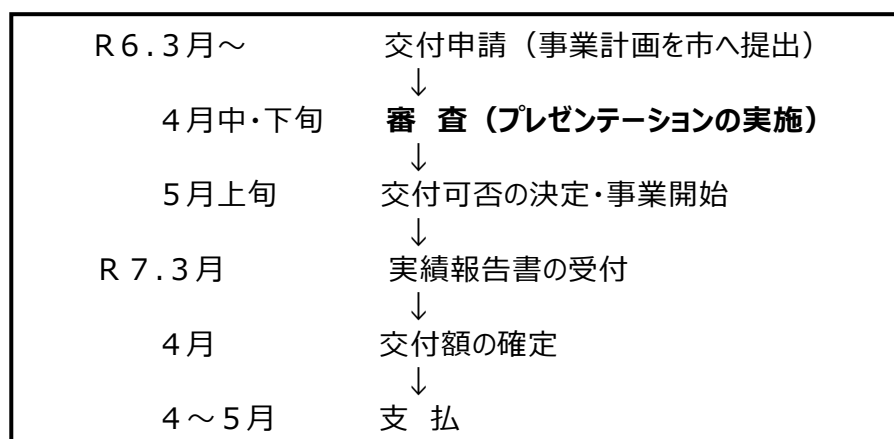 R6.3月～ 交付申請（事業計画を市へ提出）
↓
4月中・下旬 審 査（プレゼンテーションの実施）
↓
5月上旬 交付可否の決定・事業開始
↓
R7.3月 実績報告書の受付
↓
4月 交付額の確定
↓
4～5月 支 払